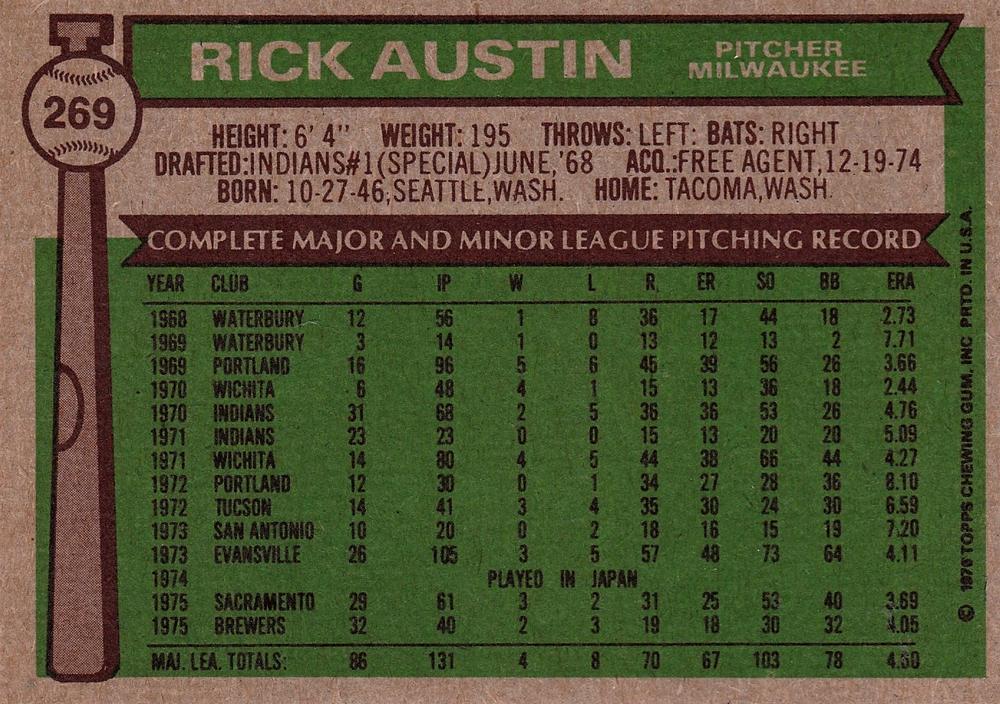 269
RICK AUSTIN
PITCHER
MILWAUKEE
HEIGHT: 6' 4" WEIGHT: 195 THROWS: LEFT: BATS: RIGHT
DRAFTED:INDIANS#1(SPECIAL)JUNE,'68 ACQ.:FREE AGENT,12-19-74
BORN: 10-27-46,SEATTLE,WASH. HOME: TACOMA,WASH.
COMPLETE MAJOR AND MINOR LEAGUE PITCHING RECORD
YEAR CLUB G IP W L R ER SO BB ERA
1968 WATERBURY 12 56 1 8 36 17 44 18 2.73
1969 WATERBURY 3 14 1 0 13 12 13 2 7.71
1969 PORTLAND 16 96 5 6 45 39 56 26 3.66
1970 WICHITA 6 48 4 1 15 13 36 18 2.44
1970 INDIANS 31 68 2 5 36 36 53 26 4.76
1971 INDIANS 23 23 0 0 15 13 20 20 5.09
1971 WICHITA 14 80 4 5 44 38 66 44 4.27
1972 PORTLAND 12 30 0 1 34 27 28 36 8.10
1972 TUCSON 14 41 3 4 35 30 24 30 6.59
1973 SAN ANTONIO 10 20 0 2 18 16 15 19 7.20
1973 EVANSVILLE 26 105 3 5 57 48 73 64 4.11
1974 PLAYED IN JAPAN
1975 SACRAMENTO 29 61 3 2 31 25 53 40 3.69
1975 BREWERS 32 40 2 3 19 18 30 32 4.05
MAJ. LEA. TOTALS: 86 131 4 8 70 67 103 78 4.60
© 1976 TOPPS CHEWING GUM, INC PRTD. IN U.S.A.